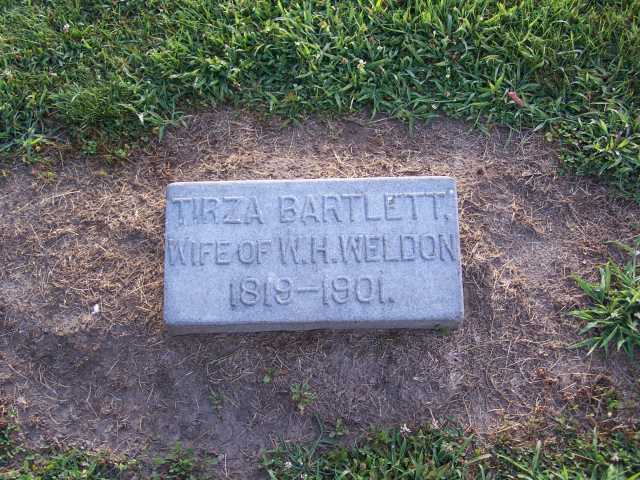 TIRZA BARTLETT.
WIFE OF W.H.WELDON
1819-1901.